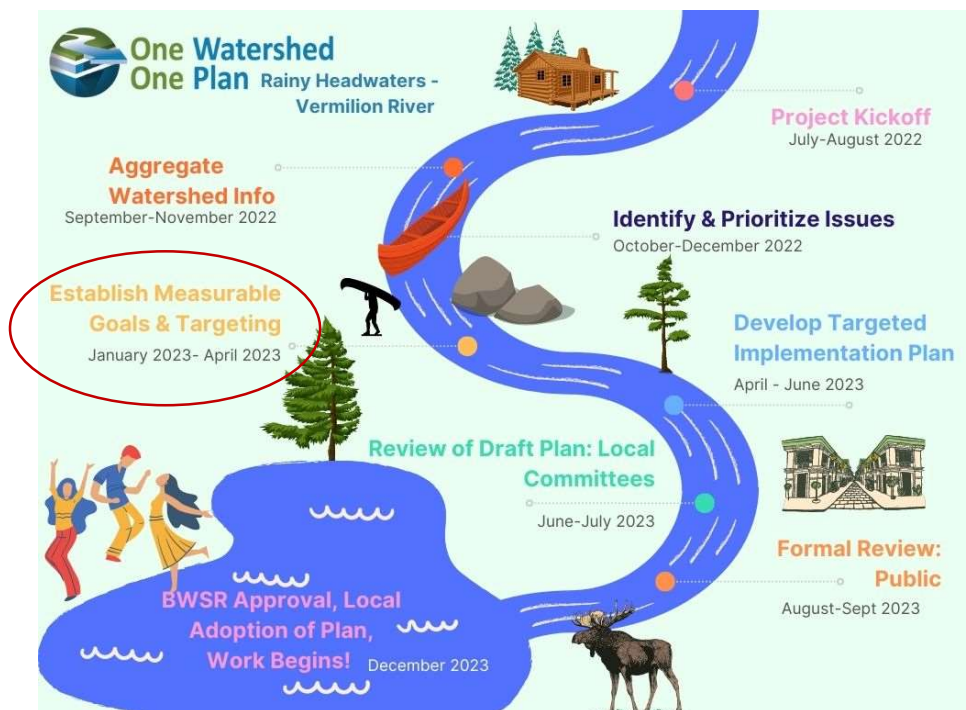 One Watershed
One Plan Rainy Headwaters -
Vermilion River
Project Kickoff
July-August 2022
Aggregate
Watershed Info
September-November 2022
Identify & Prioritize Issues
October-December 2022
Establish Measurable
Goals & Targeting
January 2023- April 2023
Develop Targeted
Implementation Plan
April - June 2023
Review of Draft Plan: Local
Committees
June-July 2023
Formal Review:
Public
August-Sept 2023
BWSR Approval, Local
Adoption of Plan,
Work Begins! December 2023